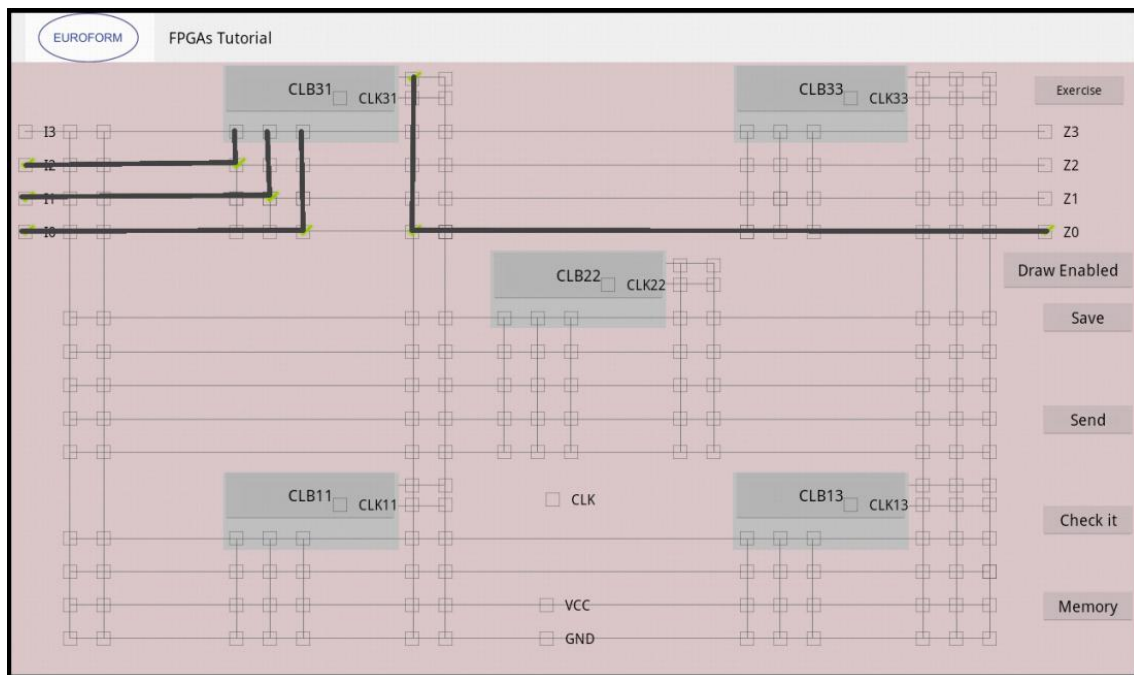 EUROFORM FPGAs Tutorial
CLB31 CLK31 CLB33 CLK33 Exercise
I3 Z3
I2 Z2
I1 Z1
I0 Z0
CLB22 CLK22 Draw Enabled
Save
Send
CLB11 CLK11 CLK CLB13 CLK13
Check it
VCC Memory
GND